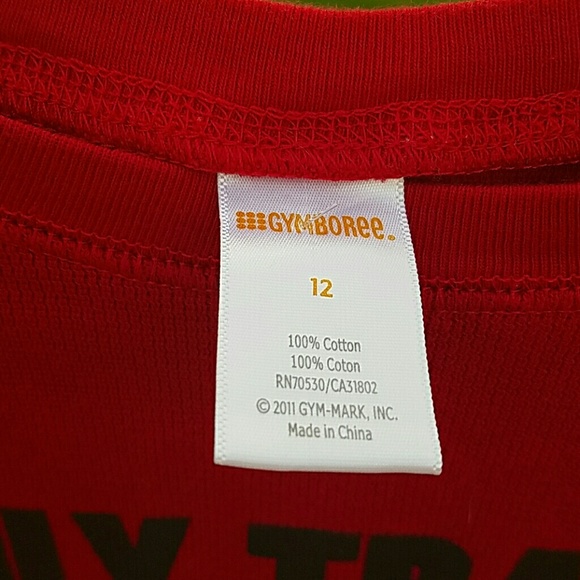 GYMBOREE.
12
100% Cotton
100% Coton
RN70530/CA31802
© 2011 GYM-MARK, INC.
Made in China